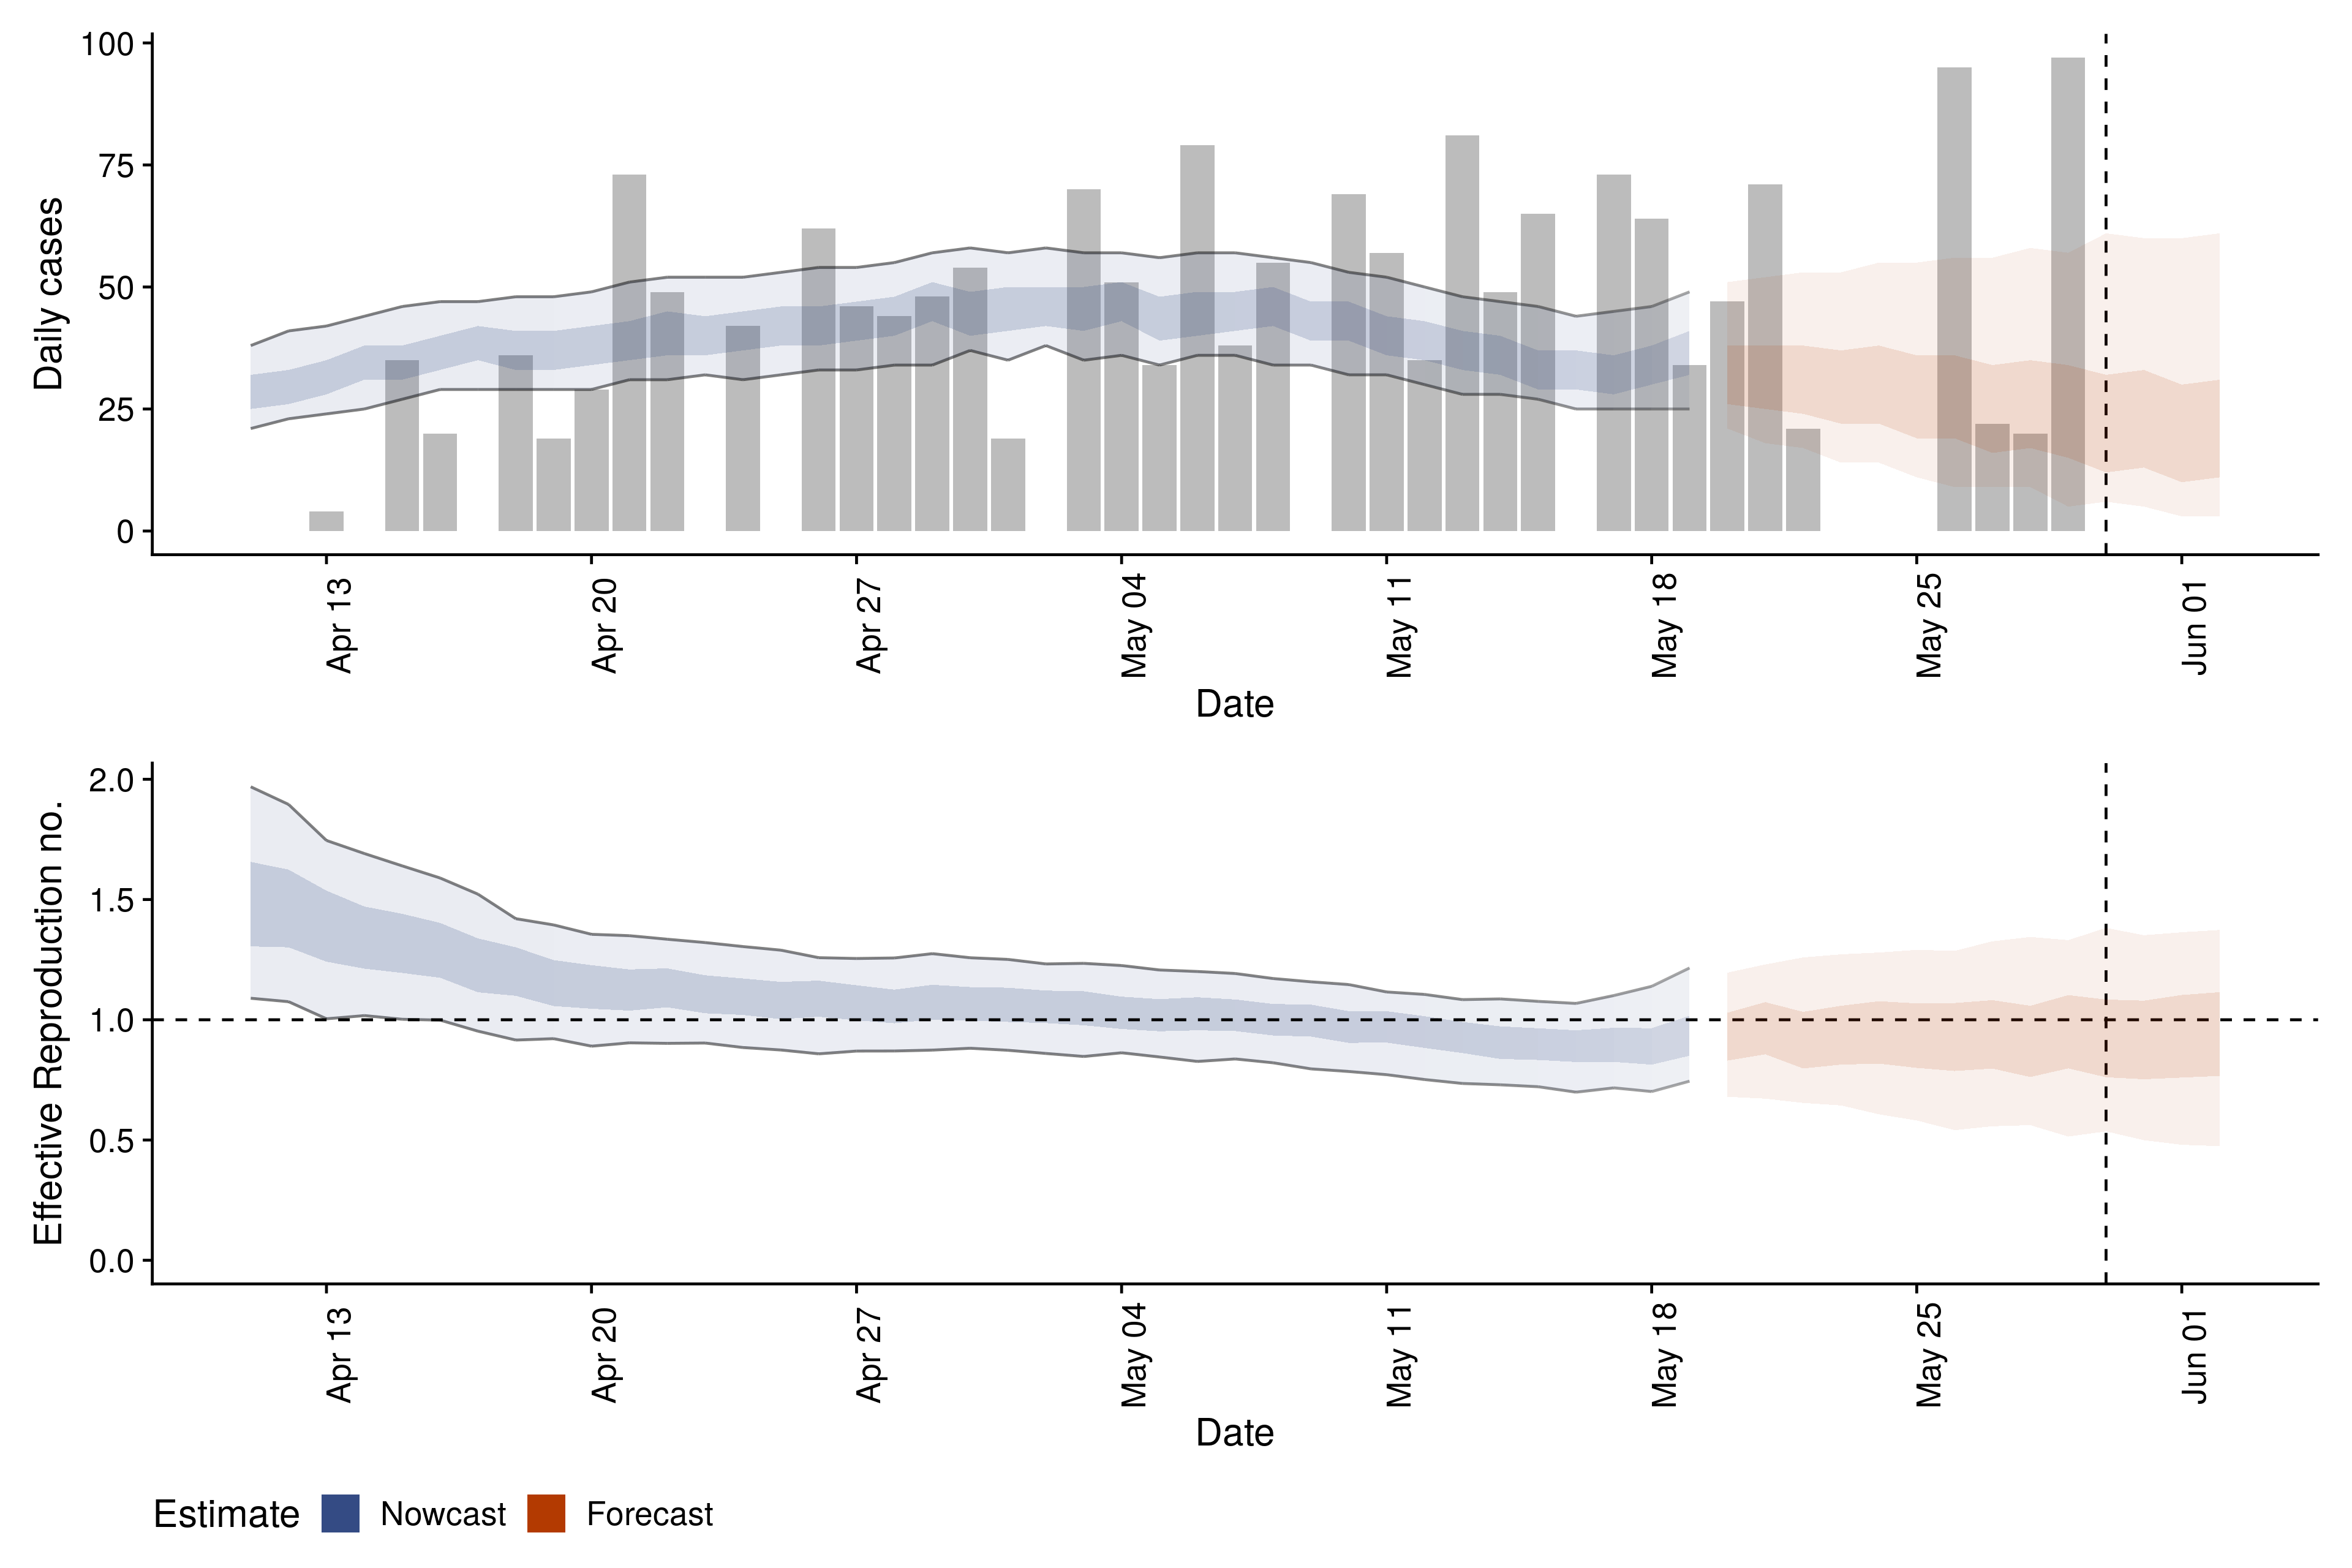 Daily cases
100
75
50
25
0
Apr 13
Apr 20
Apr 27
May 04
May 11
May 18
May 25
Jun 01
Date
Effective Reproduction no.
2.0
1.5
1.0
0.5
0.0
Apr 13
Apr 20
Apr 27
May 04
May 11
May 18
May 25
Jun 01
Date
Estimate Nowcast Forecast